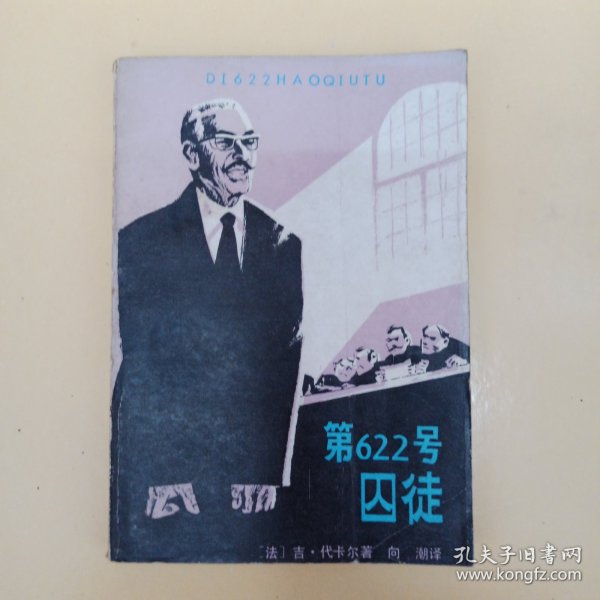 DI622HAOQIUTU
第622号
囚徒
[法]吉·代卡尔著 向 潮译
孔夫子旧书网
www.kongfz.com